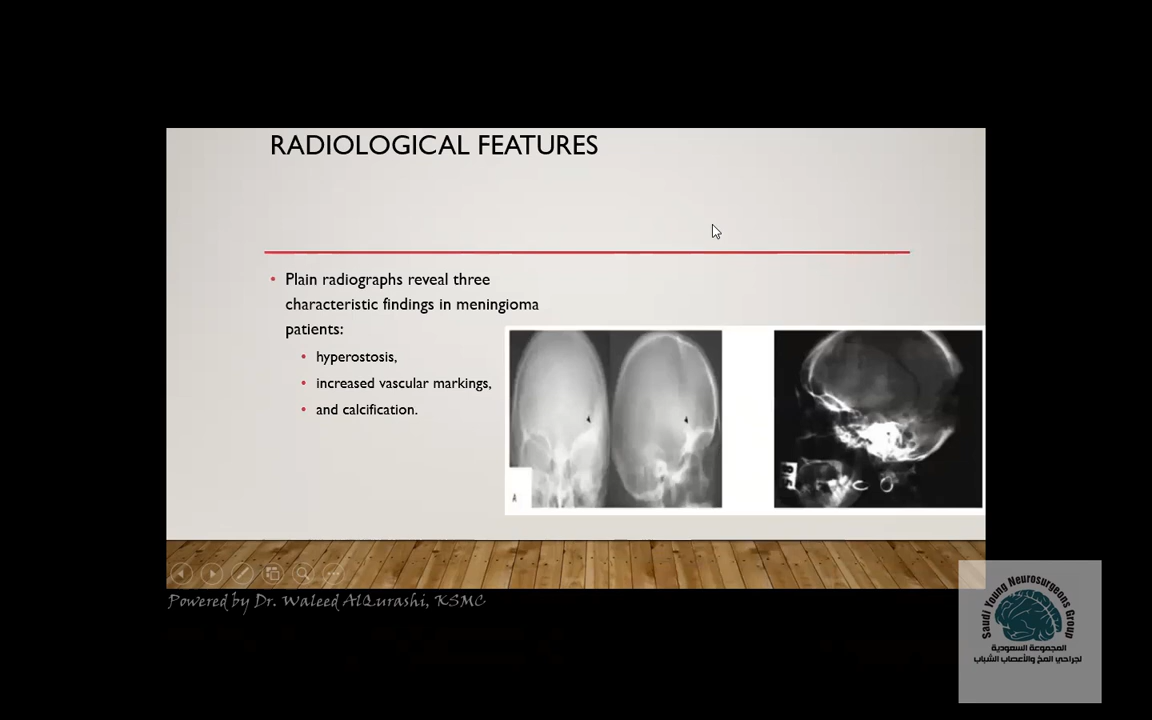 RADIOLOGICAL FEATURES
• Plain radiographs reveal three
characteristic findings in meningioma
patients:
• hyperostosis,
• increased vascular markings,
• and calcification.
A
Powered by Dr. Waleed AlQurashi, KSMC
Saudi Young Neurosurgeons Group
المجموعة السعودية
لجراحي المخ والأعصاب الشباب